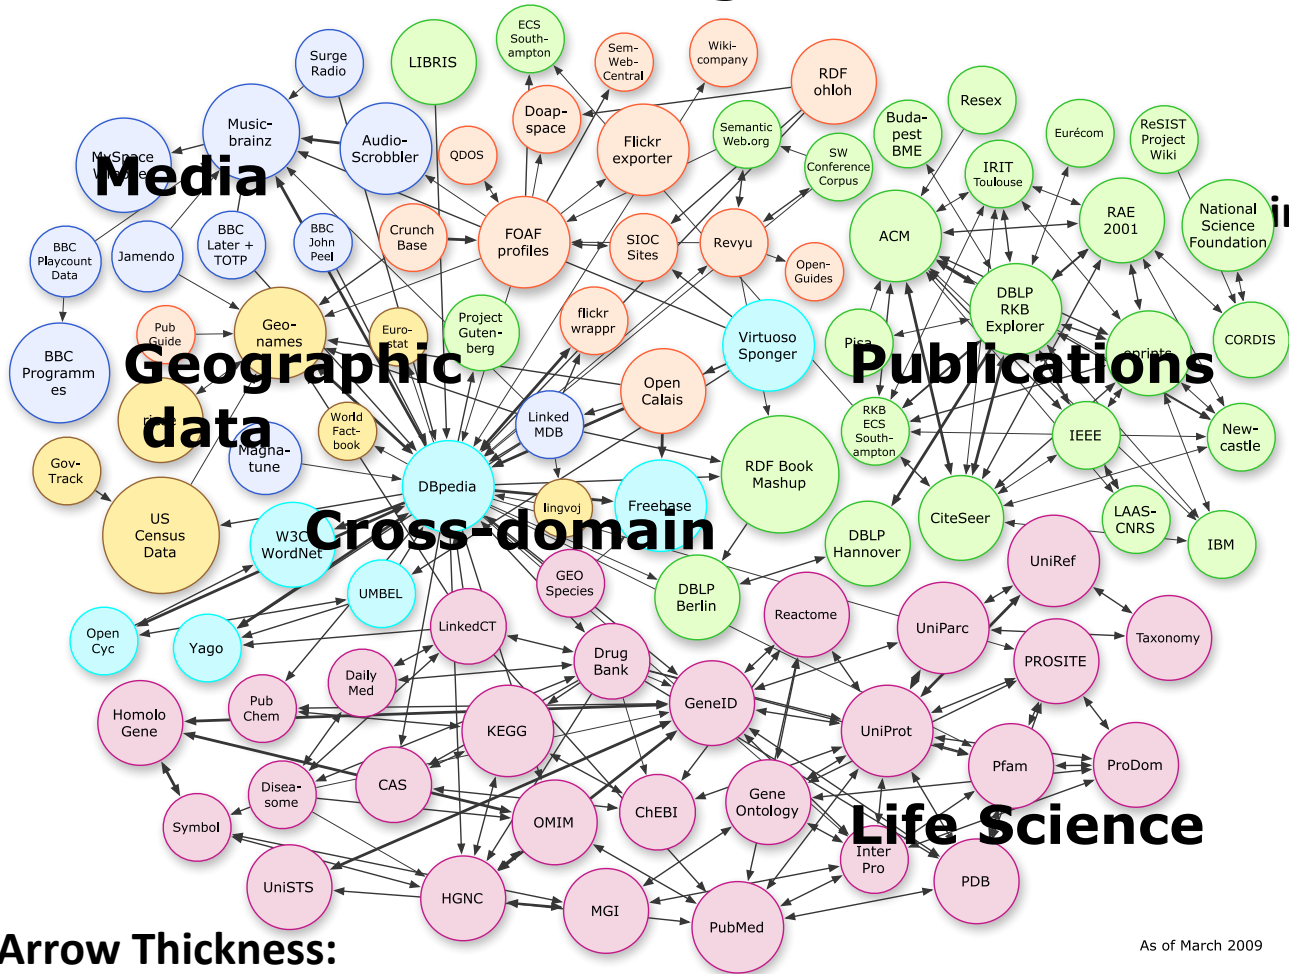 ECS
South-
ampton
Surge
Radio
LIBRIS
Sem-
Web-
Central
Wiki-
company
RDF
ohloh
Resex
Music-
brainz
Audio-
Scrobbler
Doap-
space
Flickr
exporter
Semantic
Web.org
Buda-
pest
BME
Eurécom
ReSIST
Project
Wiki
MySpace
QDOS
SW
Conference
Corpus
IRIT
Toulouse
Media
BBC
Playcount
Data
Jamendo
BBC
Later +
TOTP
BBC
John
Peel
Crunch
Base
FOAF
profiles
SIOC
Sites
Revyu
Open-
Guides
ACM
RAE
2001
National
Science
Foundation
Pub
Guide
Geo-
names
Euro-
stat
Project
Guten-
berg
flickr
wrappr
Virtuoso
Sponger
Pisa
DBLP
RKB
Explorer
eprints
CORDIS
BBC
Programm
es
Geographic
data
Publications
World
Fact-
book
Linked
MDB
Open
Calais
RKB
ECS
South-
ampton
IEEE
New-
castle
Gov-
Track
Magna-
tune
DBpedia
lingvoj
Freebase
RDF Book
Mashup
CiteSeer
LAAS-
CNRS
IBM
US
Census
Data
W3C
WordNet
Cross-domain
DBLP
Hannover
UMBEL
GEO
Species
DBLP
Berlin
Reactome
UniRef
Open
Cyc
Yago
LinkedCT
UniParc
Taxonomy
Daily
Med
Drug
Bank
PROSITE
Homolo
Gene
Pub
Chem
KEGG
GeneID
UniProt
Pfam
ProDom
Disea-
some
CAS
ChEBI
Gene
Ontology
Symbol
OMIM
Life Science
Inter
Pro
UniSTS
HGNC
MGI
PubMed
PDB
Arrow Thickness:
As of March 2009